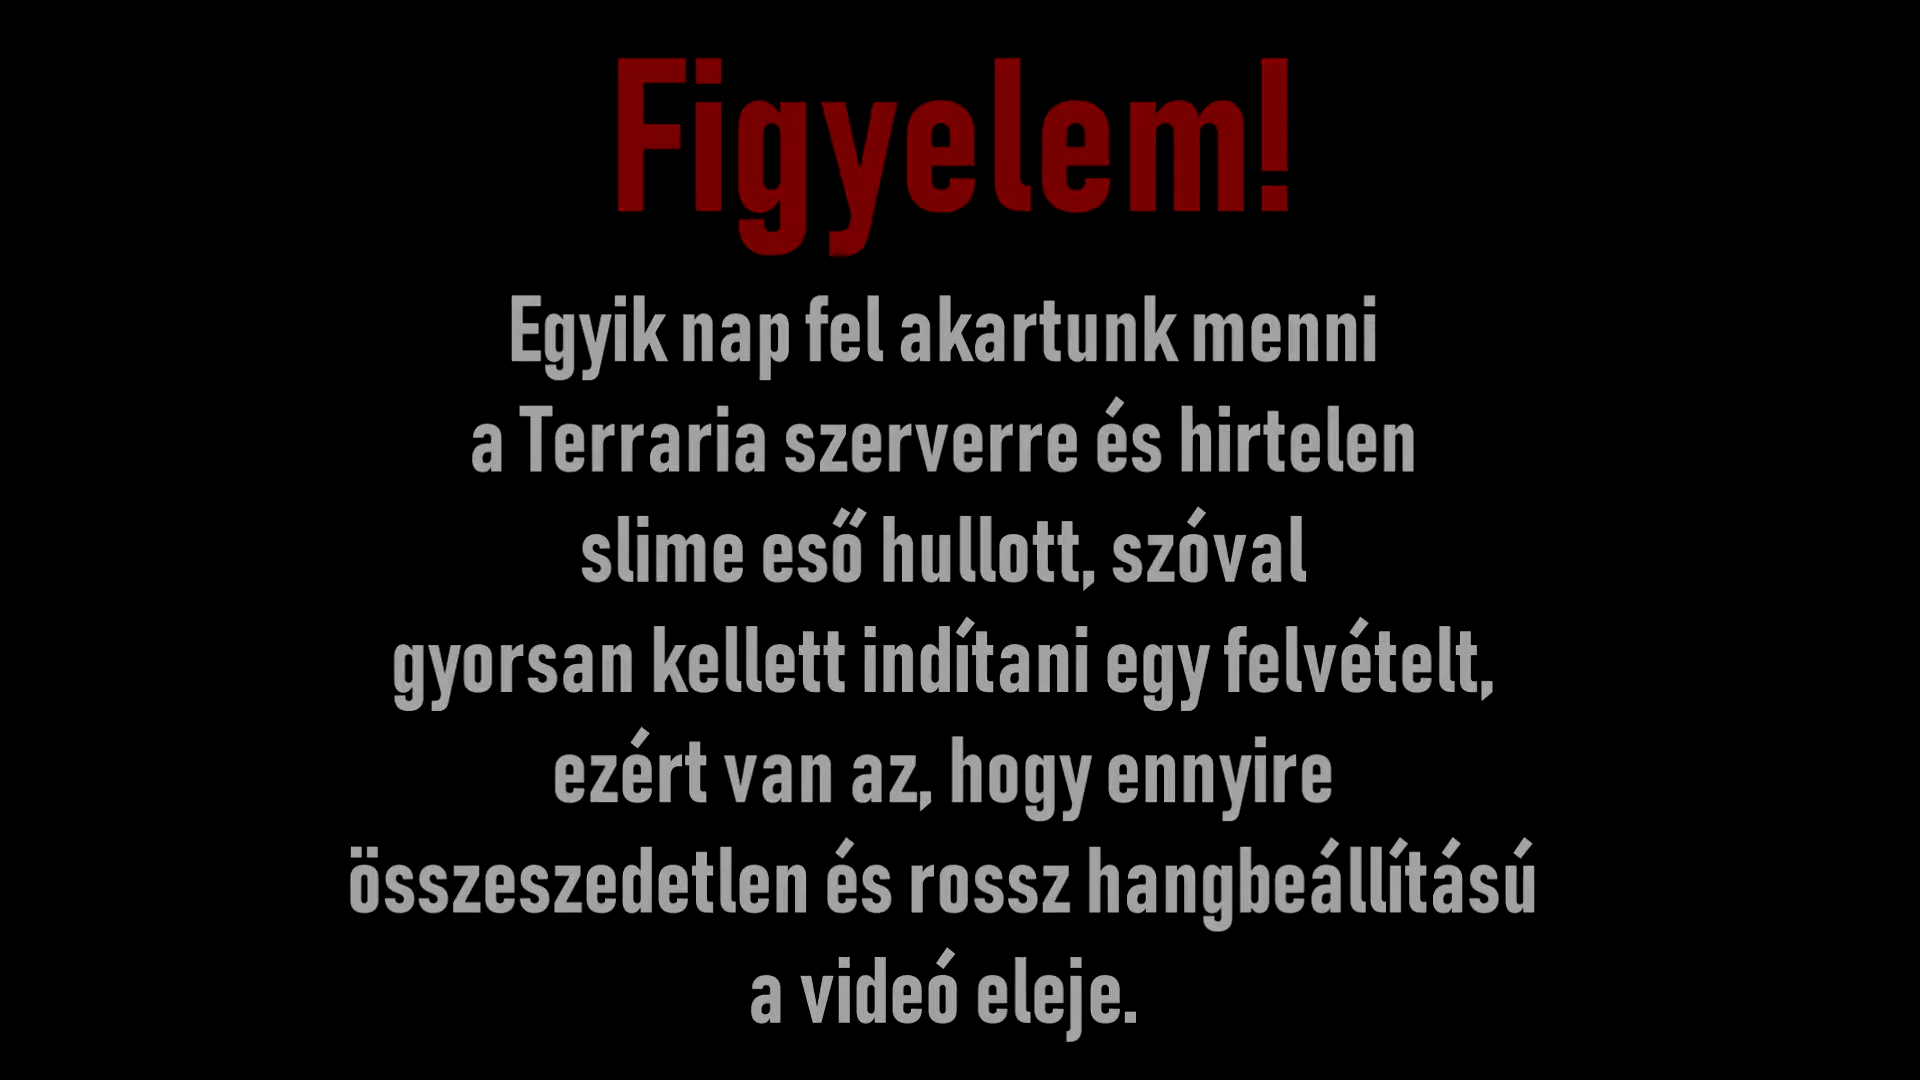 Figyelem!
Egyik nap fel akartunk menni
a Terraria szerverre és hirtelen
slime eső hullott, szóval
gyorsan kellett indítani egy felvételt,
ezért van az, hogy ennyire
összeszedetlen és rossz hangbeállítású
a videó eleje.